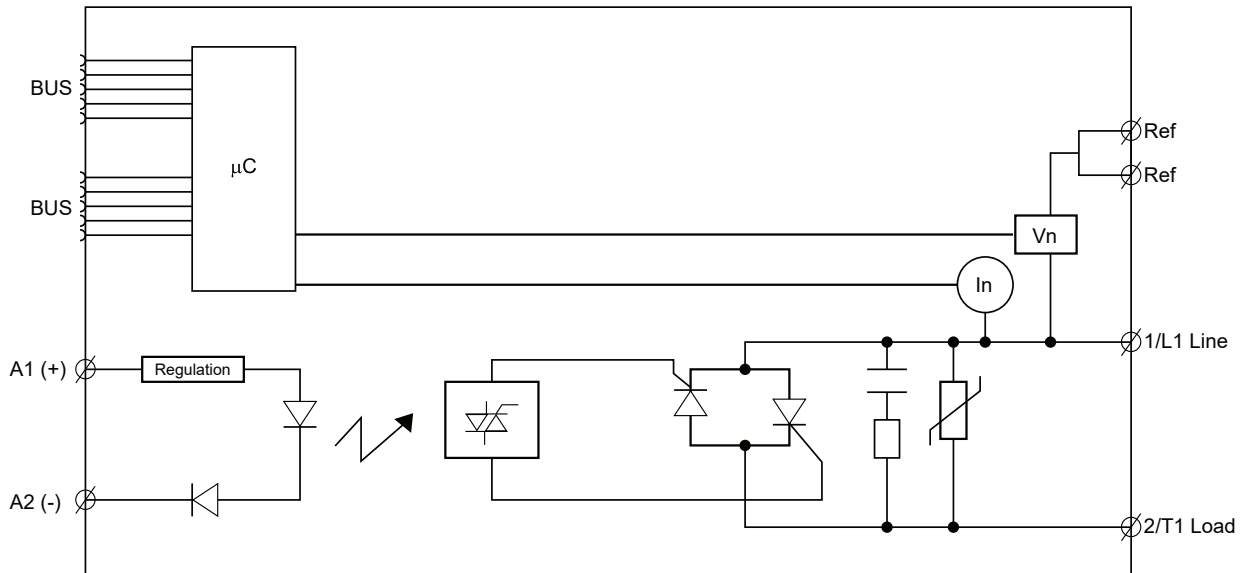 BUS
μC
Ref
Ref
BUS
Vn
In
1/L1 Line
A1 (+)
Regulation
A2 (-)
2/T1 Load